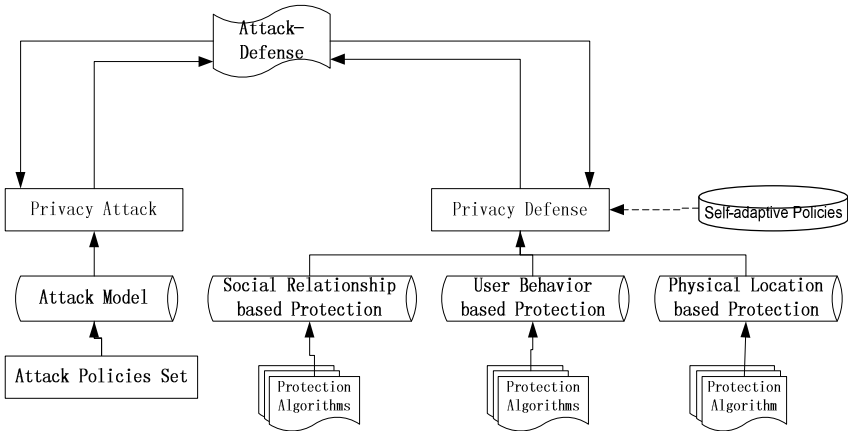 Attack-
Defense
Privacy Attack
Privacy Defense
Self-adaptive Policies
Attack Model
Social Relationship
based Protection
User Behavior
based Protection
Physical Location
based Protection
Attack Policies Set
Protection
Algorithms
Protection
Algorithms
Protection
Algorithm